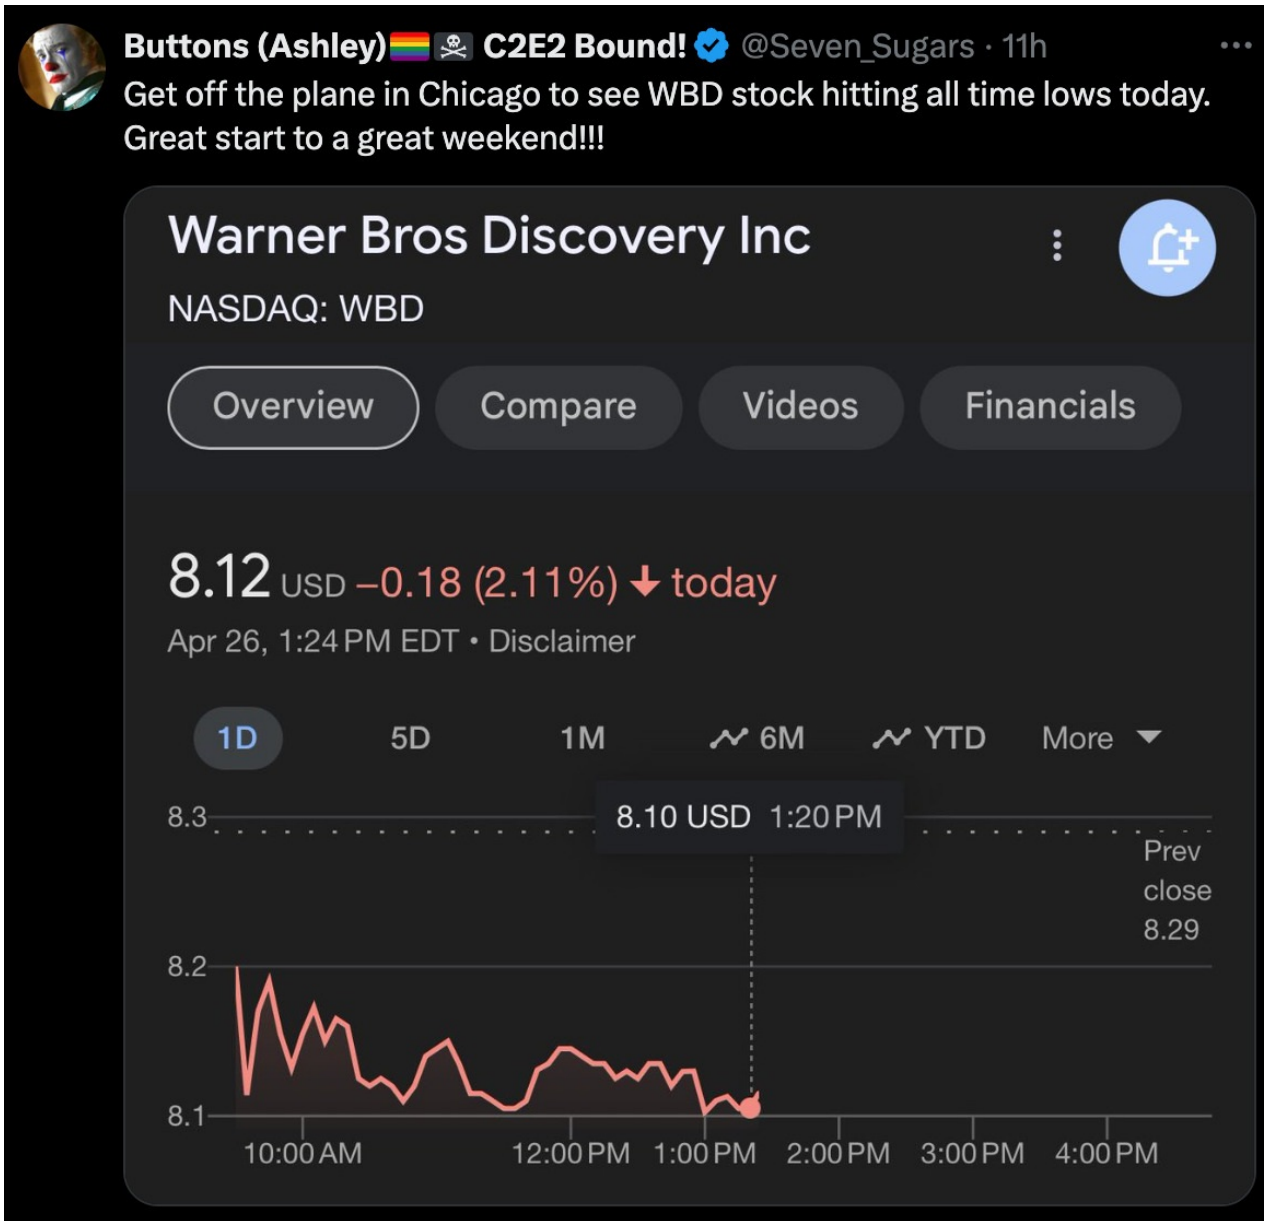 Buttons (Ashley)🏳️‍🌈🏴‍☠️ C2E2 Bound! @Seven_Sugars · 11h
Get off the plane in Chicago to see WBD stock hitting all time lows today.
Great start to a great weekend!!!
Warner Bros Discovery Inc
NASDAQ: WBD
Overview Compare Videos Financials
8.12 USD −0.18 (2.11%) ↓ today
Apr 26, 1:24 PM EDT • Disclaimer
1D 5D 1M 6M YTD More
8.10 USD 1:20 PM
8.3
Prev
close
8.29
8.2
8.1
10:00 AM 12:00 PM 1:00 PM 2:00 PM 3:00 PM 4:00 PM